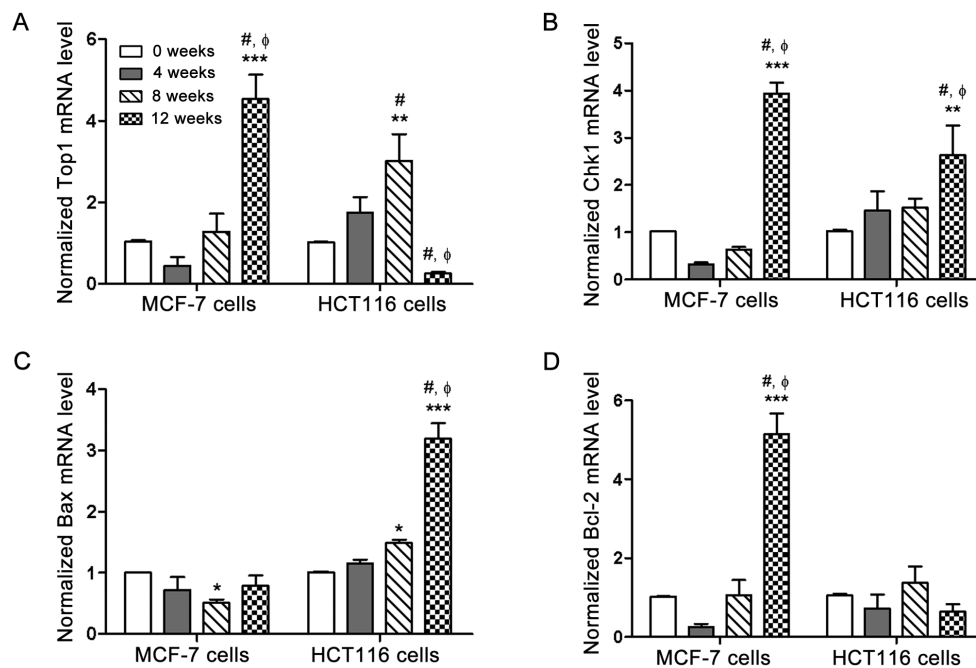 A
Normalized Top1 mRNA level
6
4
2
0
0 weeks
4 weeks
8 weeks
12 weeks
#, ϕ
***
#
**
#, ϕ
MCF-7 cells
HCT116 cells
B
Normalized Chk1 mRNA level
5
4
3
2
1
0
#, ϕ
***
#, ϕ
**
MCF-7 cells
HCT116 cells
C
Normalized Bax mRNA level
4
3
2
1
0
*
*
#, ϕ
***
MCF-7 cells
HCT116 cells
D
Normalized Bcl-2 mRNA level
6
4
2
0
#, ϕ
***
MCF-7 cells
HCT116 cells